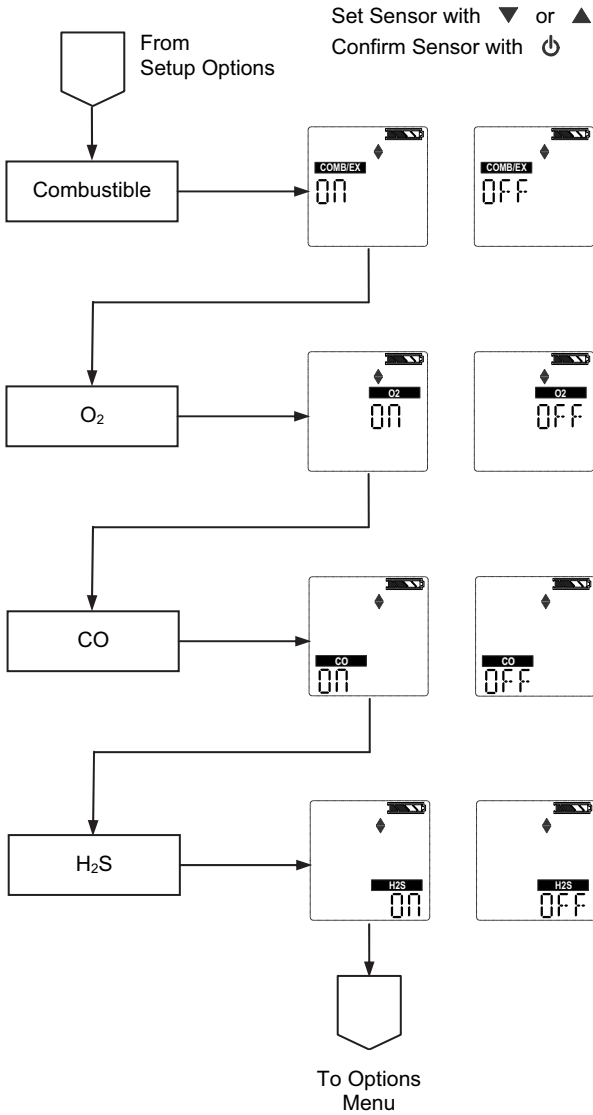 Set Sensor with ▼ or ▲
Confirm Sensor with ⏻
From
Setup Options
Combustible
COMB/EX
ON
COMB/EX
OFF
O₂
O2
ON
O2
OFF
CO
CO
ON
CO
OFF
H₂S
H2S
ON
H2S
OFF
To Options
Menu